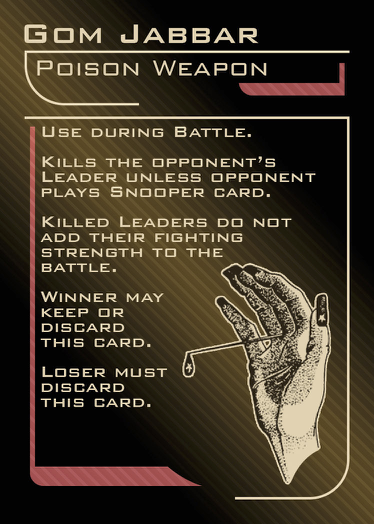 Gom Jabbar
Poison Weapon
Use during Battle.
Kills the opponent's
Leader unless opponent
plays Snooper card.
Killed Leaders do not
add their fighting
strength to the
battle.
Winner may
keep or
discard
this card.
Loser must
discard
this card.